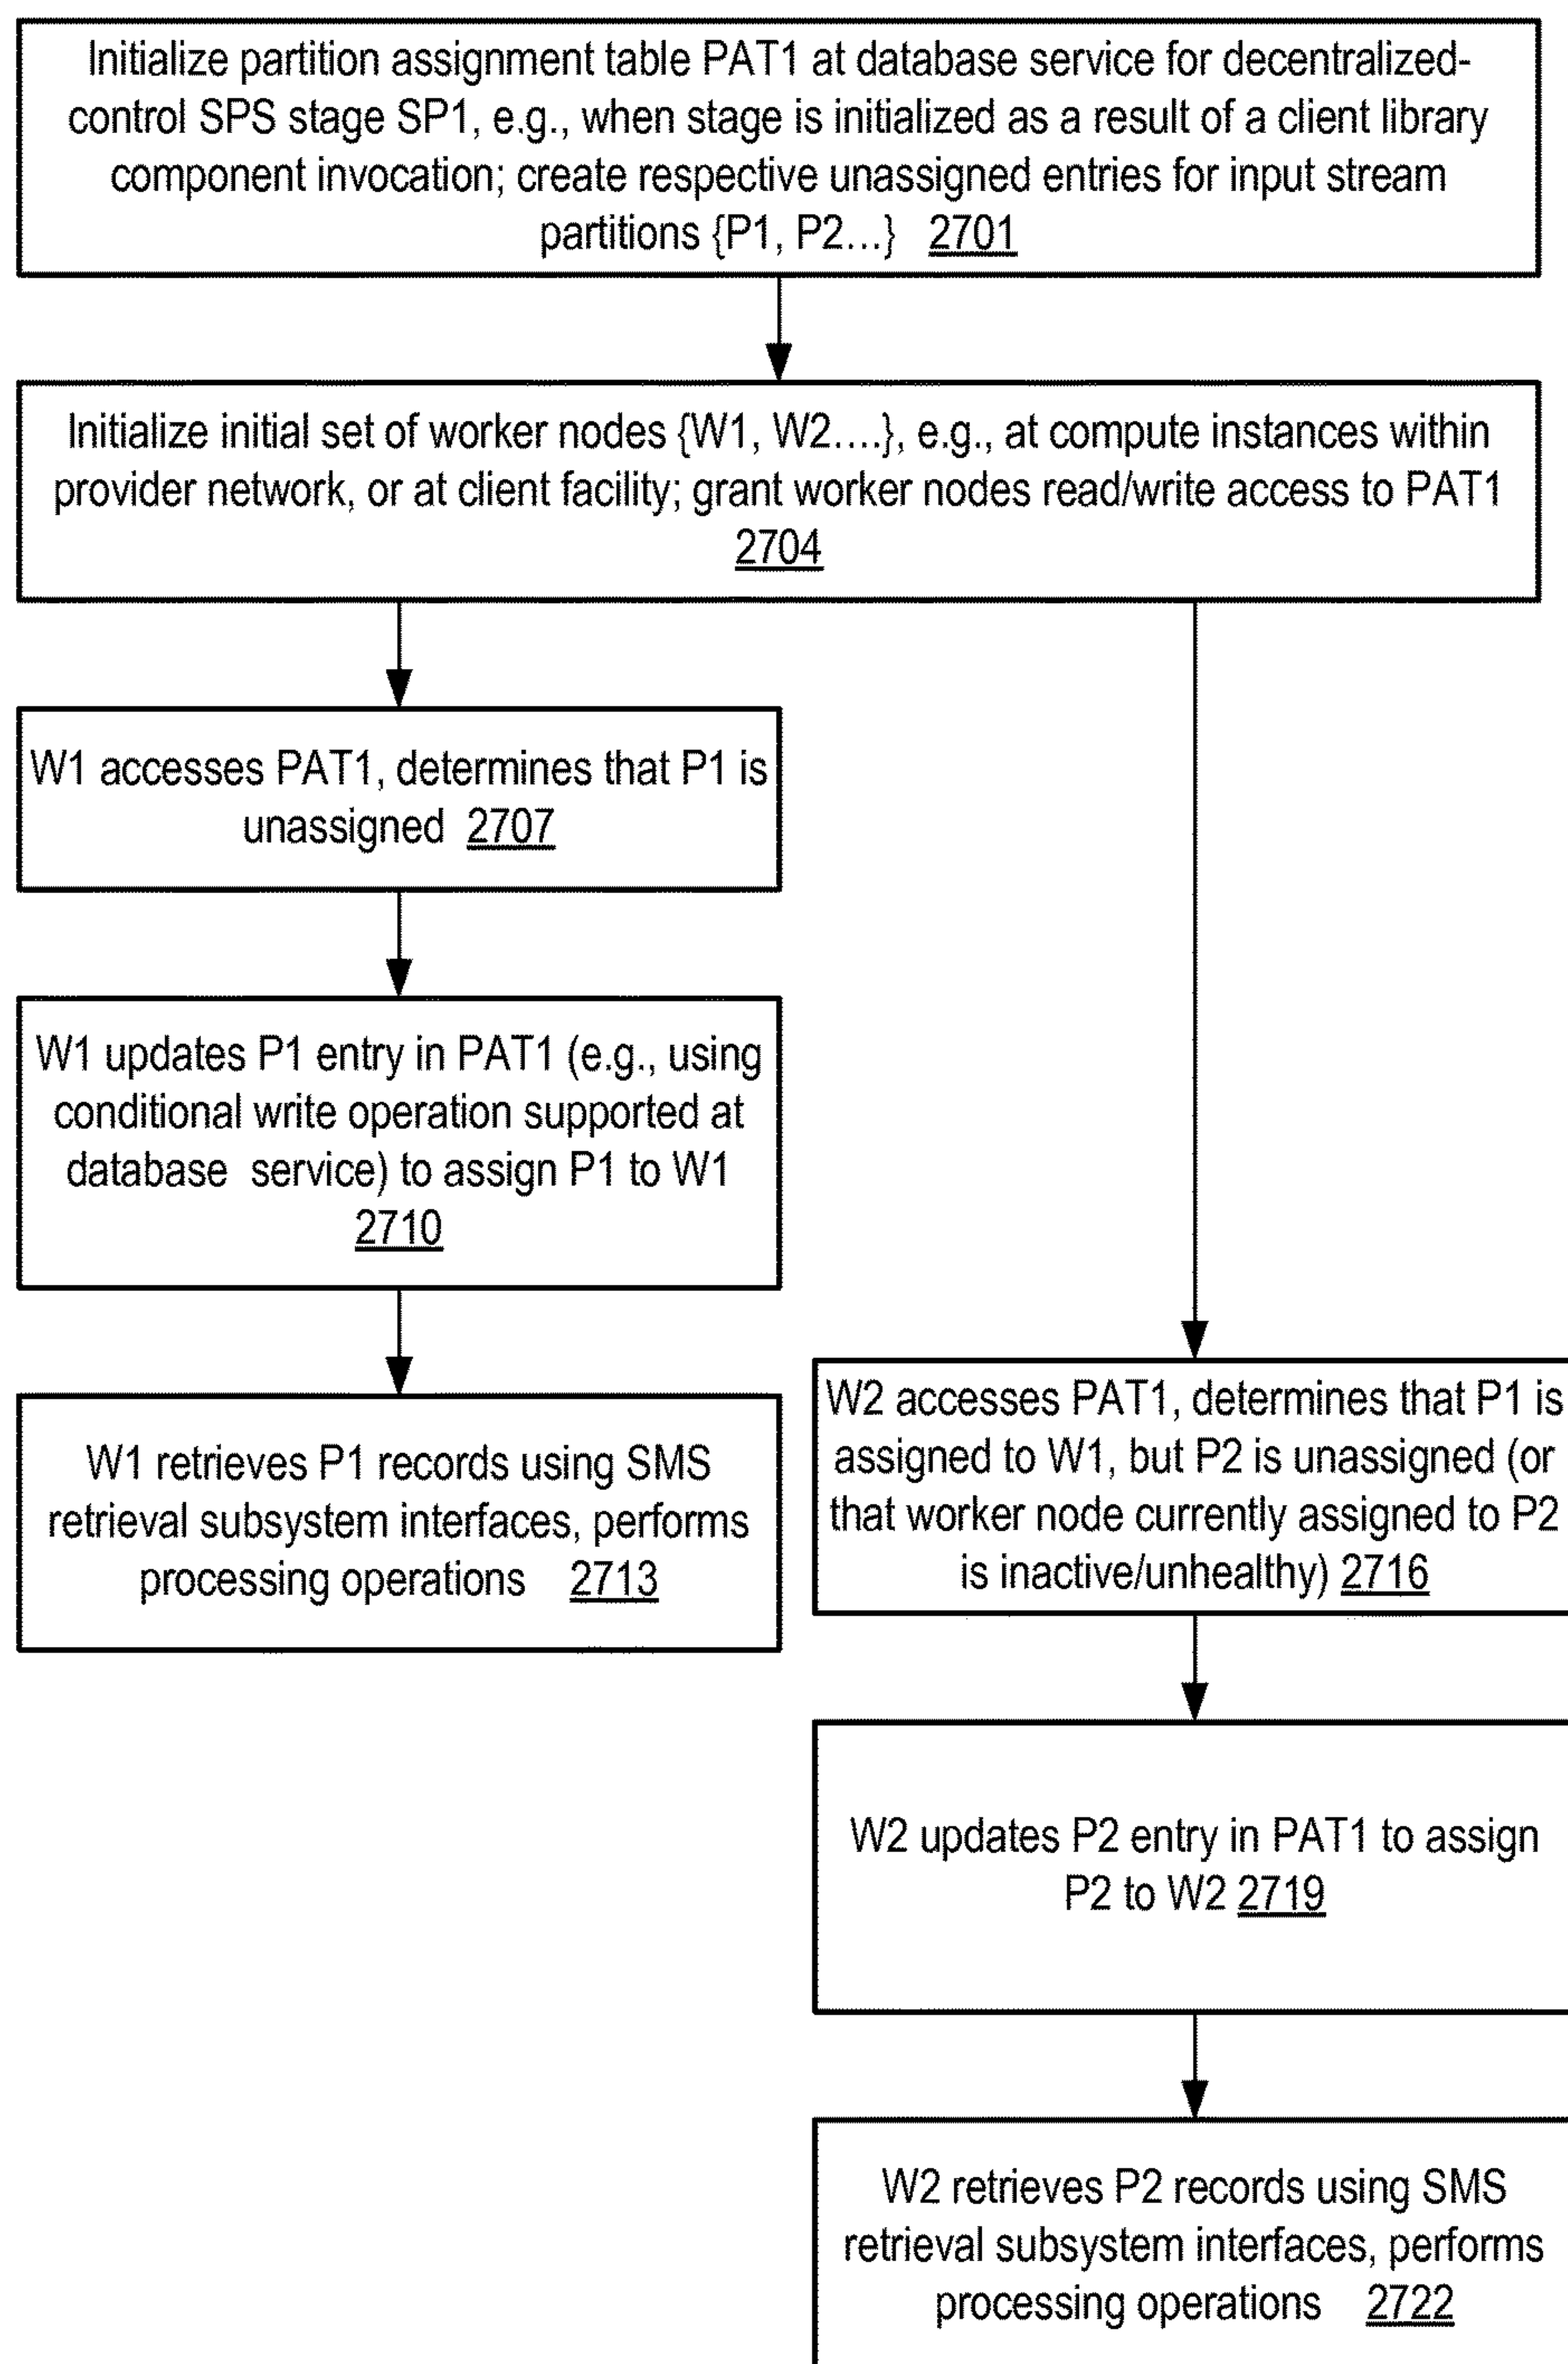 Initialize partition assignment table PAT1 at database service for decentralized-
control SPS stage SP1, e.g., when stage is initialized as a result of a client library
component invocation; create respective unassigned entries for input stream
partitions {P1, P2…} 2701
Initialize initial set of worker nodes {W1, W2….}, e.g., at compute instances within
provider network, or at client facility; grant worker nodes read/write access to PAT1
2704
W1 accesses PAT1, determines that P1 is
unassigned 2707
W1 updates P1 entry in PAT1 (e.g., using
conditional write operation supported at
database service) to assign P1 to W1
2710
W1 retrieves P1 records using SMS
retrieval subsystem interfaces, performs
processing operations 2713
W2 accesses PAT1, determines that P1 is
assigned to W1, but P2 is unassigned (or
that worker node currently assigned to P2
is inactive/unhealthy) 2716
W2 updates P2 entry in PAT1 to assign
P2 to W2 2719
W2 retrieves P2 records using SMS
retrieval subsystem interfaces, performs
processing operations 2722